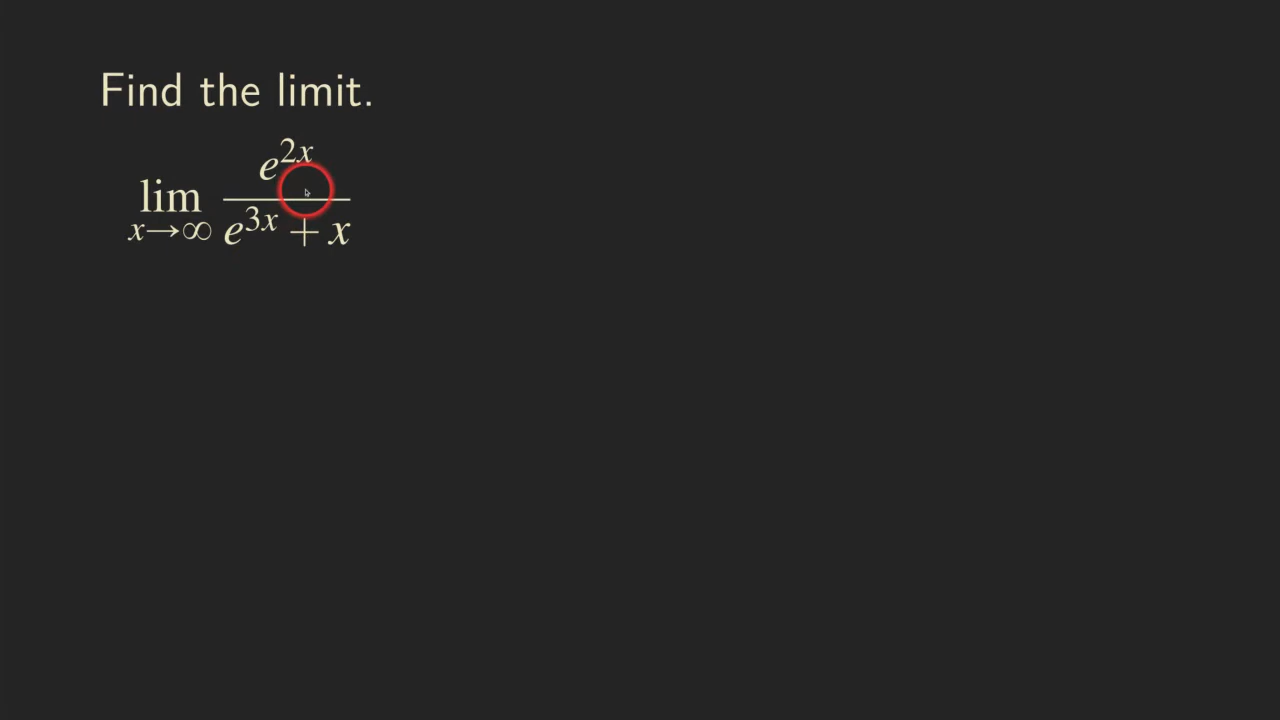 Find the limit.
lim x→∞ e^{2x} / (e^{3x} + x)